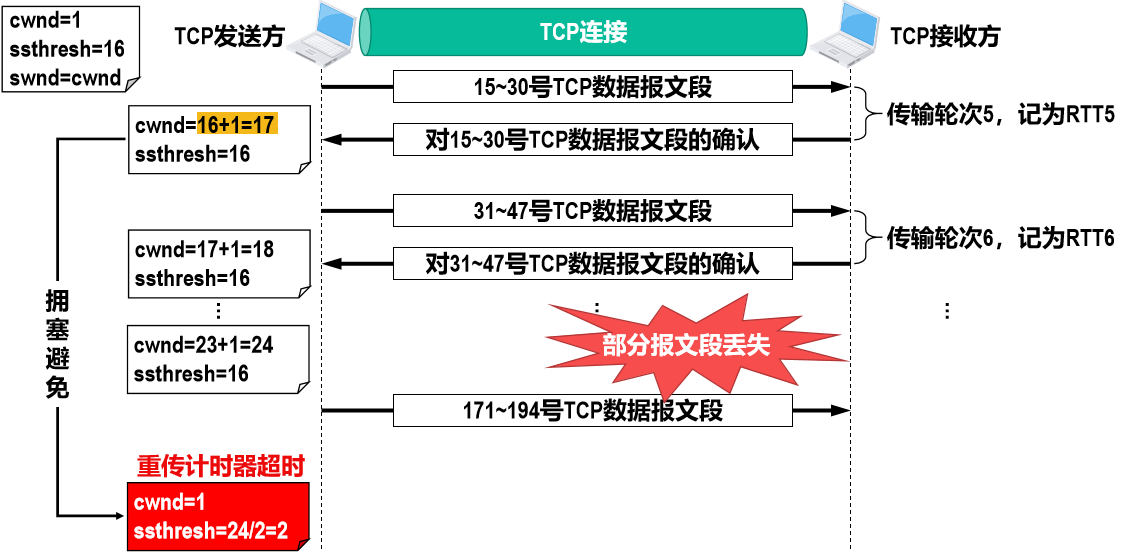 cwnd=1
ssthresh=16
swnd=cwnd
TCP发送方
TCP连接
TCP接收方
15~30号TCP数据报文段
传输轮次5，记为RTT5
cwnd=16+1=17
ssthresh=16
对15~30号TCP数据报文段的确认
31~47号TCP数据报文段
传输轮次6，记为RTT6
cwnd=17+1=18
ssthresh=16
对31~47号TCP数据报文段的确认
⋮
⋮
⋮
拥塞避免
cwnd=23+1=24
ssthresh=16
部分报文段丢失
171~194号TCP数据报文段
重传计时器超时
cwnd=1
ssthresh=24/2=2